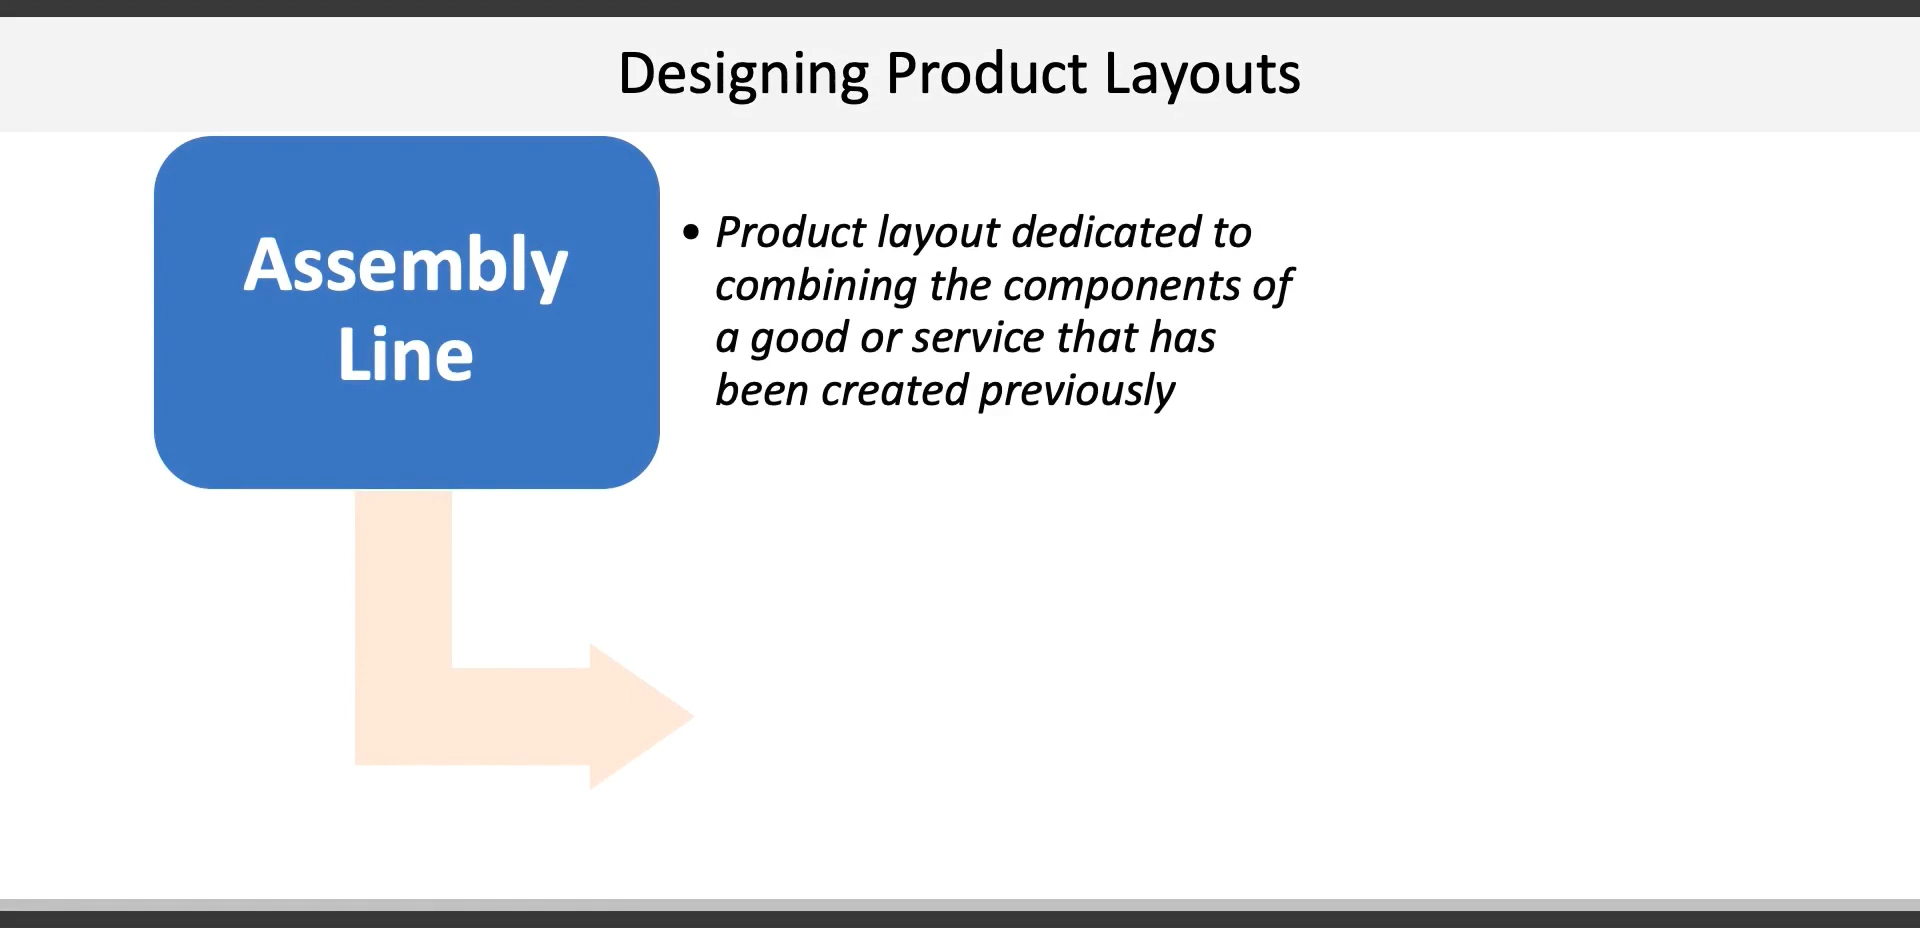 Designing Product Layouts
Assembly
Line
• Product layout dedicated to
combining the components of
a good or service that has
been created previously